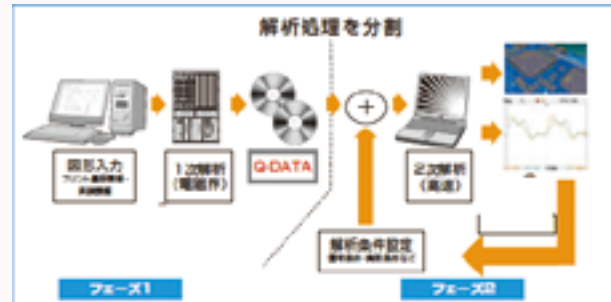 解析処理を分割
図形入力
1次解析
(電磁界)
Q-DATA
2次解析
(高速)
解析条件設定
フェーズ1
フェーズ2